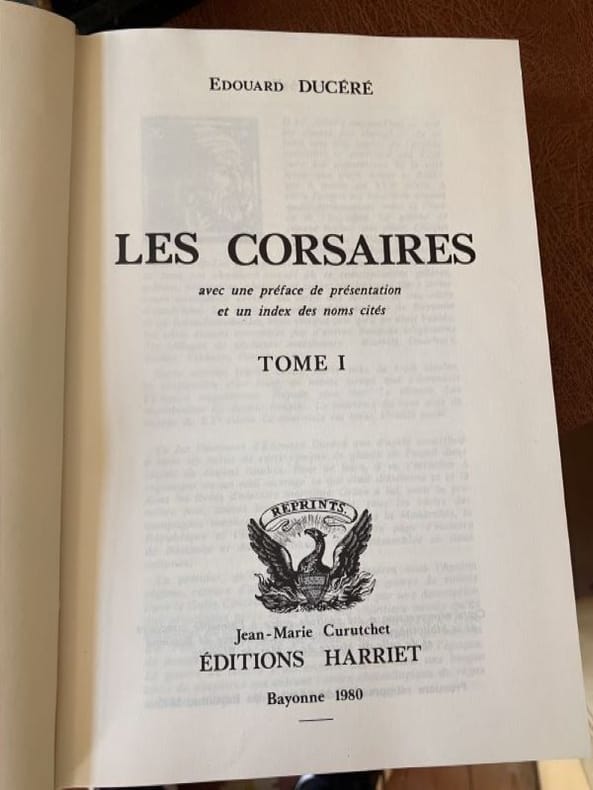 EDOUARD DUCÉRÉ
LES CORSAIRES
avec une préface de présentation
et un index des noms cités
TOME I
REPRINTS.
Jean-Marie Curutchet
ÉDITIONS HARRIET
Bayonne 1980